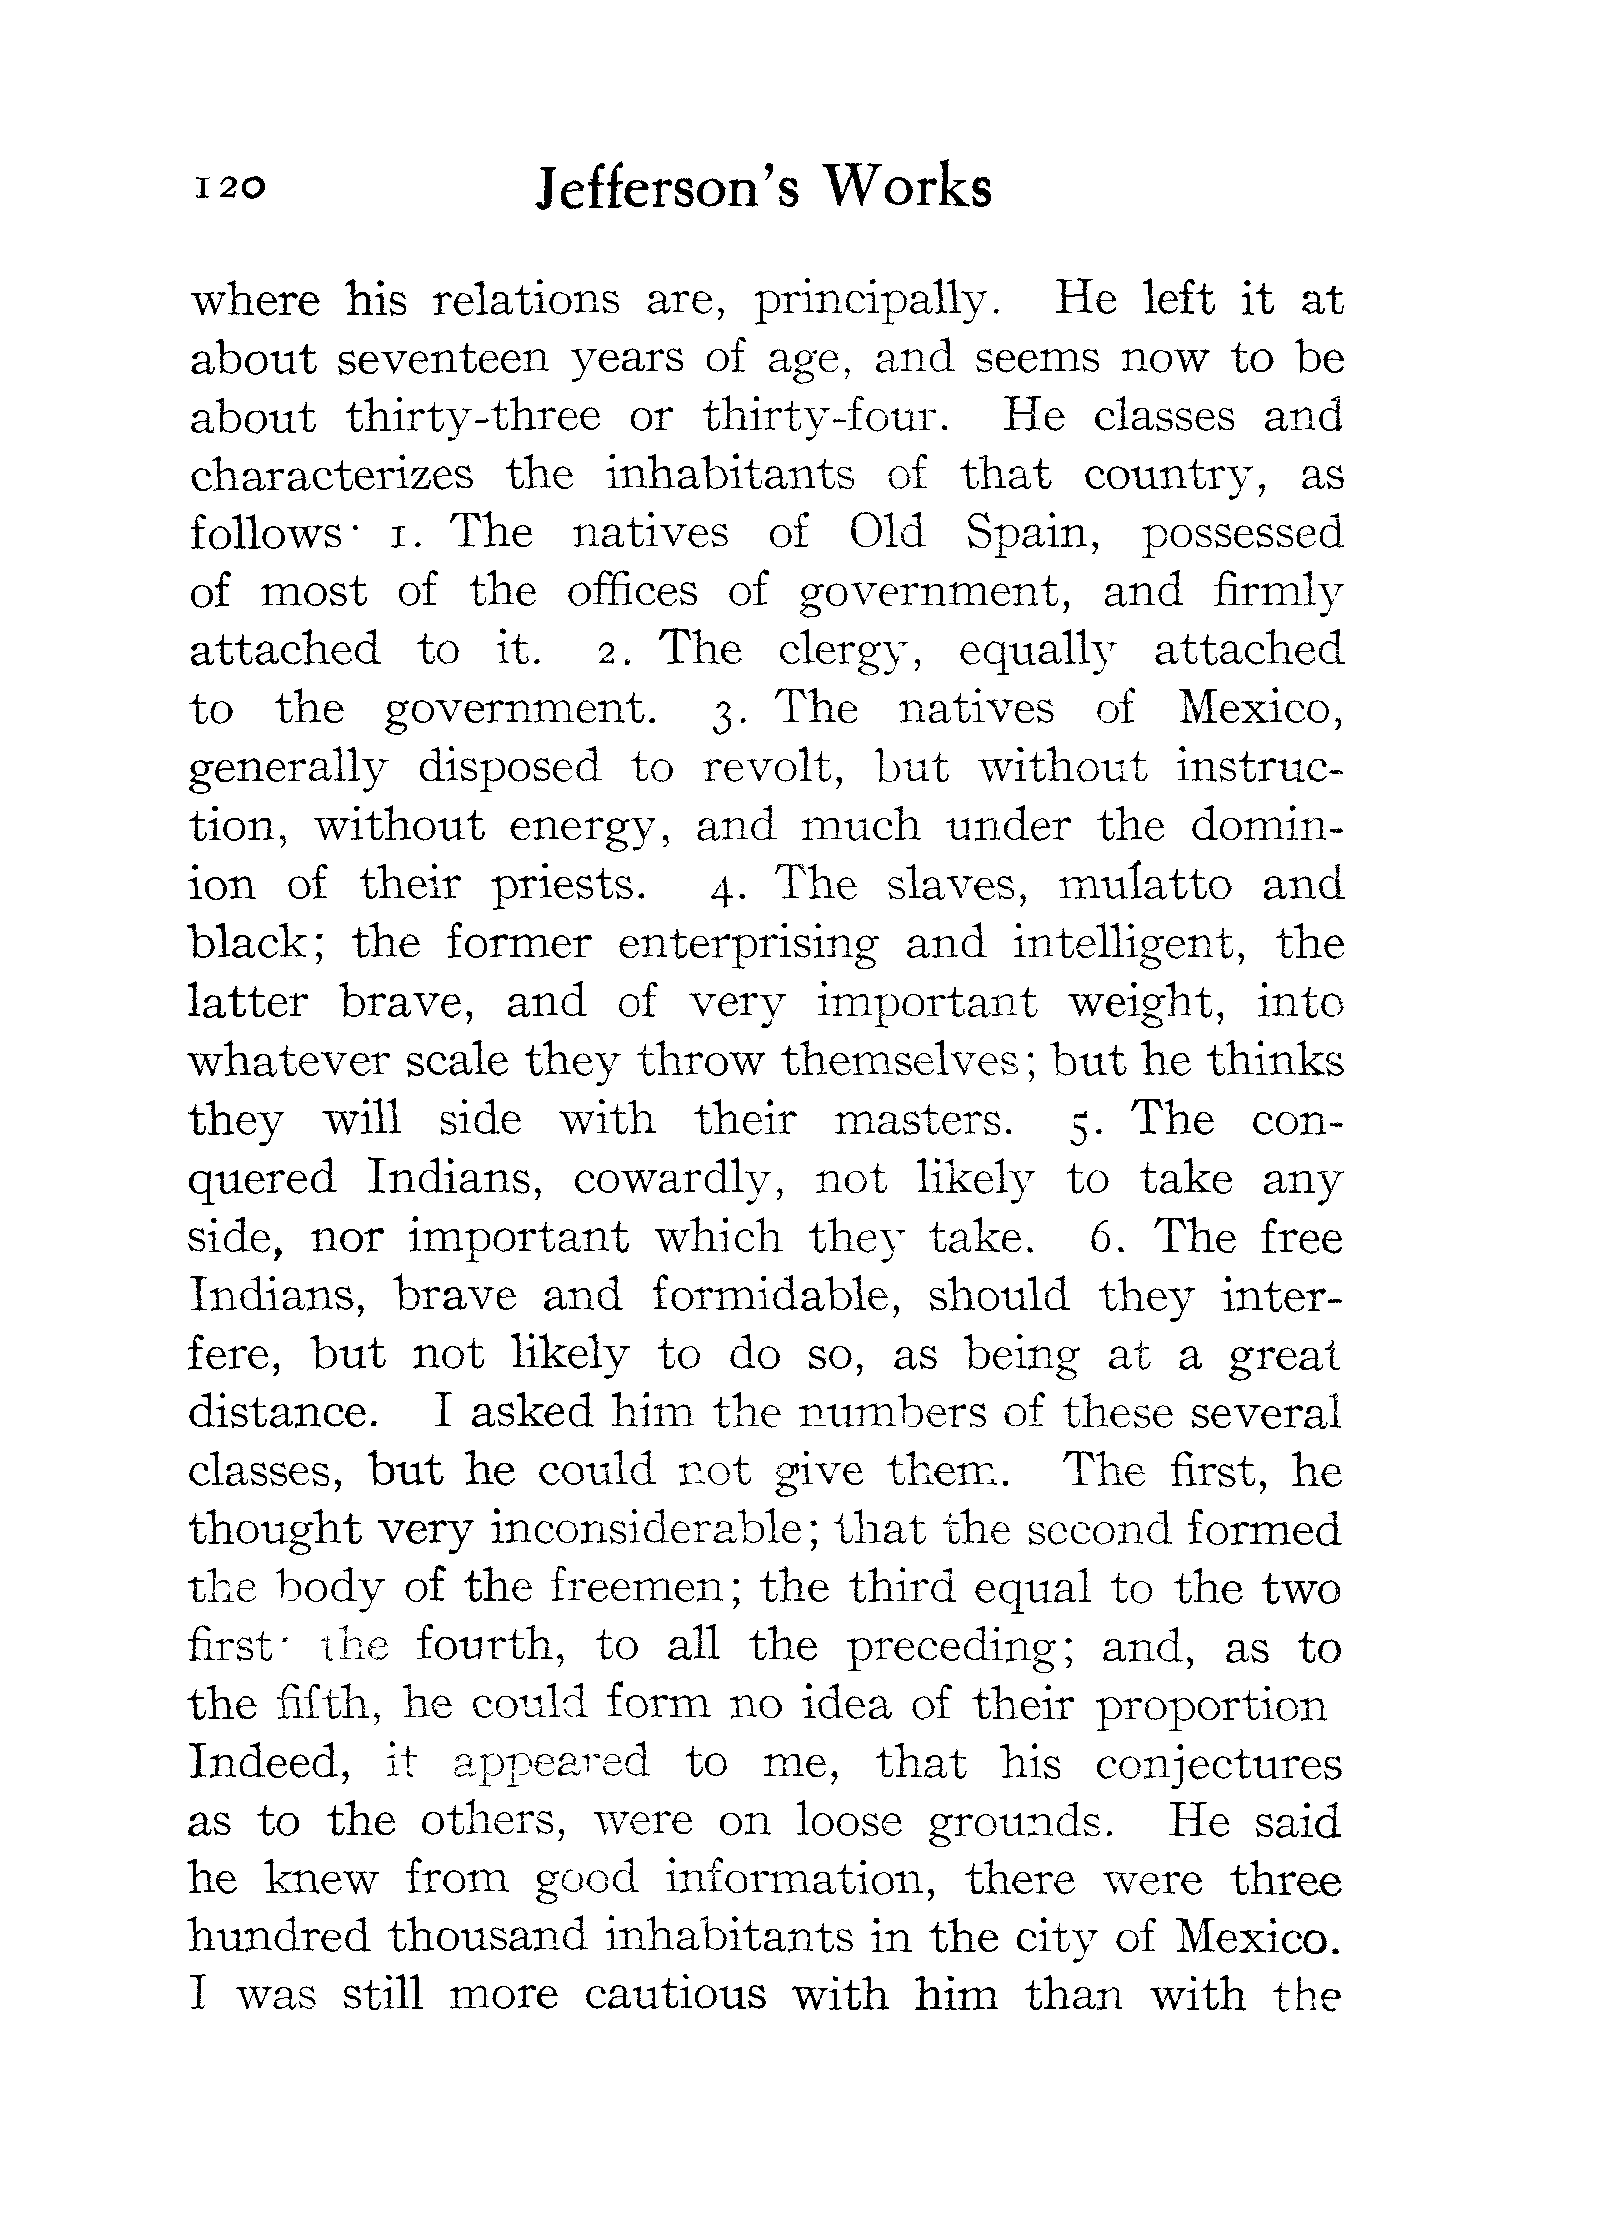 120 Jefferson's Works
where his relations are, principally. He left it at
about seventeen years of age, and seems now to be
about thirty-three or thirty-four. He classes and
characterizes the inhabitants of that country, as
follows· 1. The natives of Old Spain, possessed
of most of the offices of government, and firmly
attached to it. 2. The clergy, equally attached
to the government. 3. The natives of Mexico,
generally disposed to revolt, but without instruc-
tion, without energy, and much under the domin-
ion of their priests. 4. The slaves, mulatto and
black; the former enterprising and intelligent, the
latter brave, and of very important weight, into
whatever scale they throw themselves; but he thinks
they will side with their masters. 5. The con-
quered Indians, cowardly, not likely to take any
side, nor important which they take. 6. The free
Indians, brave and formidable, should they inter-
fere, but not likely to do so, as being at a great
distance. I asked him the numbers of these several
classes, but he could not give them. The first, he
thought very inconsiderable; that the second formed
the body of the freemen; the third equal to the two
first· the fourth, to all the preceding; and, as to
the fifth, he could form no idea of their proportion
Indeed, it appeared to me, that his conjectures
as to the others, were on loose grounds. He said
he knew from good information, there were three
hundred thousand inhabitants in the city of Mexico.
I was still more cautious with him than with the